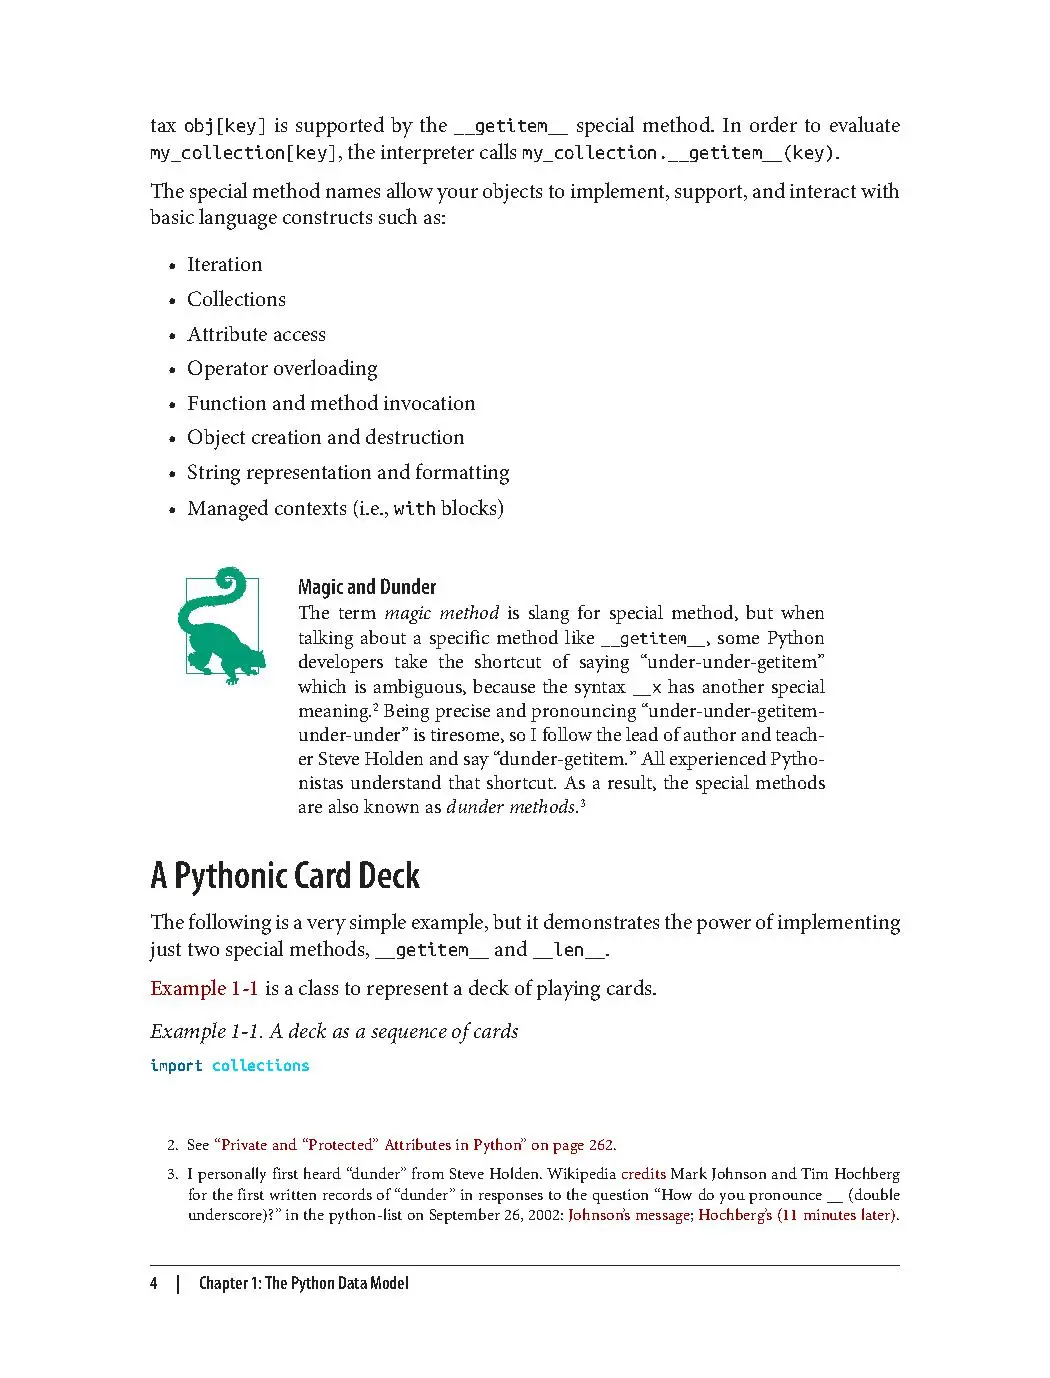 tax obj[key] is supported by the __getitem__ special method. In order to evaluate
my_collection[key], the interpreter calls my_collection.__getitem__(key).
The special method names allow your objects to implement, support, and interact with
basic language constructs such as:
• Iteration
• Collections
• Attribute access
• Operator overloading
• Function and method invocation
• Object creation and destruction
• String representation and formatting
• Managed contexts (i.e., with blocks)
Magic and Dunder
The term magic method is slang for special method, but when
talking about a specific method like __getitem__, some Python
developers take the shortcut of saying “under-under-getitem”
which is ambiguous, because the syntax __x has another special
meaning.² Being precise and pronouncing “under-under-getitem-
under-under” is tiresome, so I follow the lead of author and teach-
er Steve Holden and say “dunder-getitem.” All experienced Pytho-
nistas understand that shortcut. As a result, the special methods
are also known as dunder methods.³
A Pythonic Card Deck
The following is a very simple example, but it demonstrates the power of implementing
just two special methods, __getitem__ and __len__.
Example 1-1 is a class to represent a deck of playing cards.
Example 1-1. A deck as a sequence of cards
import collections
2. See “Private and “Protected” Attributes in Python” on page 262.
3. I personally first heard “dunder” from Steve Holden. Wikipedia credits Mark Johnson and Tim Hochberg
for the first written records of “dunder” in responses to the question “How do you pronounce __ (double
underscore)?” in the python-list on September 26, 2002: Johnson’s message; Hochberg’s (11 minutes later).
4 | Chapter 1: The Python Data Model